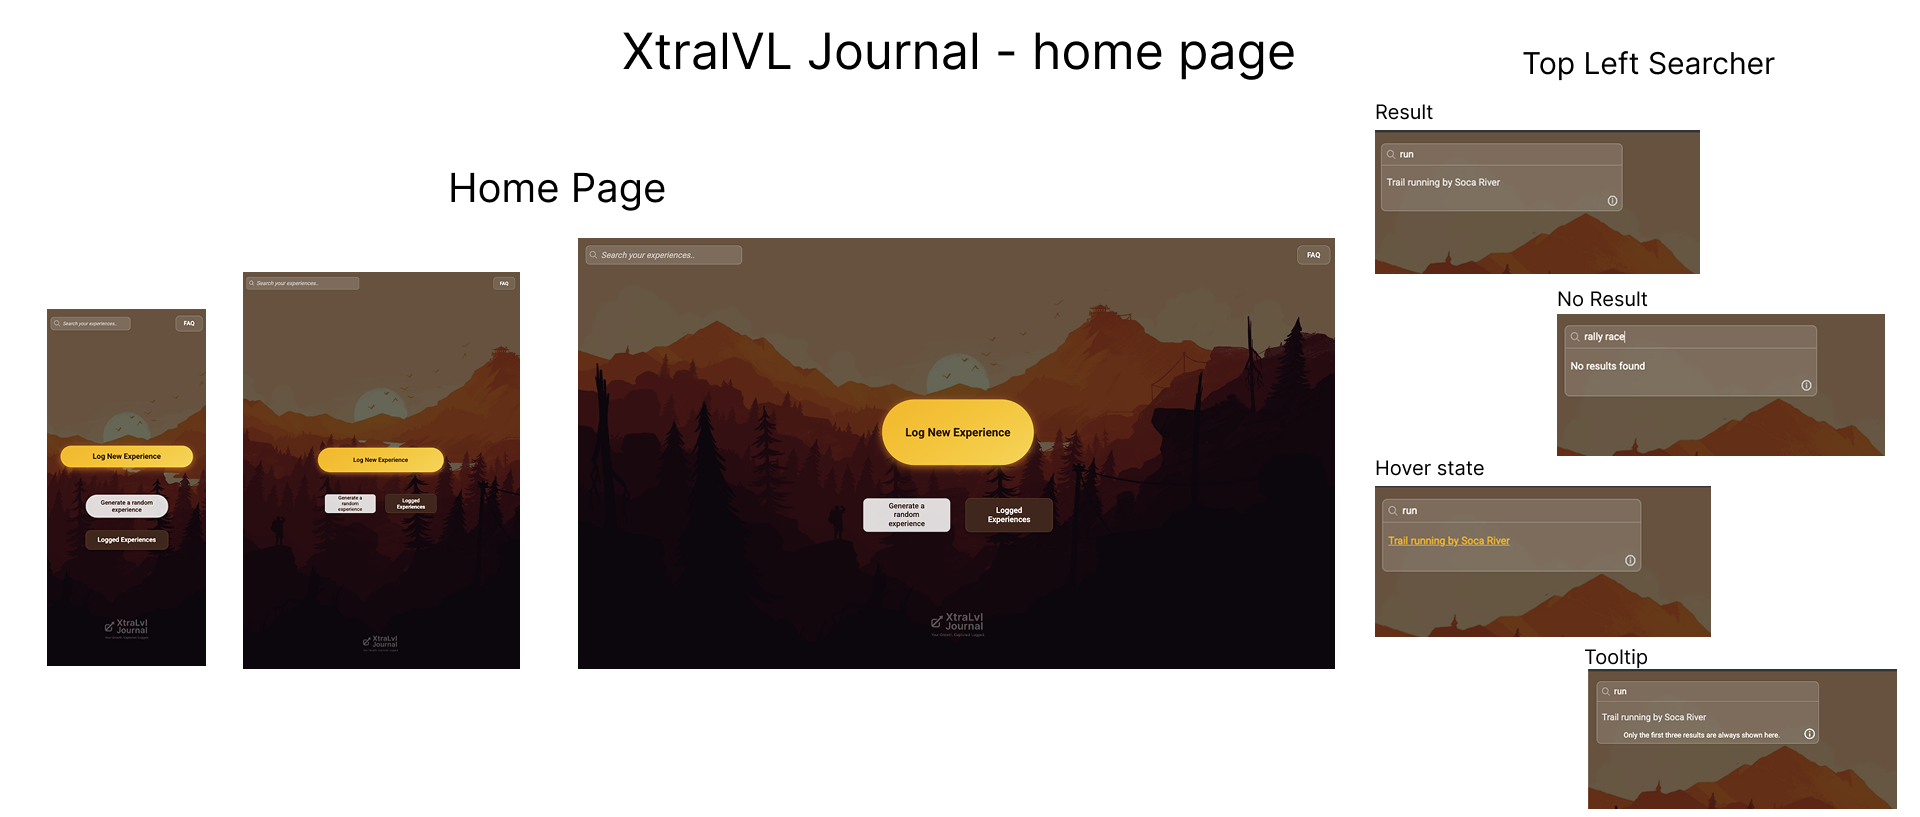 XtralVL Journal - home page
Home Page
Search your experiences..
FAQ
Log New Experience
Generate a random
experience
Logged Experiences
XtraLvl
Journal
Search your experiences..
FAQ
Log New Experience
Generate a
random
experience
Logged
Experiences
XtraLvl
Journal
Search your experiences..
FAQ
Log New Experience
Generate a
random
experience
Logged
Experiences
XtraLvl
Journal
Top Left Searcher
Result
run
Trail running by Soca River
No Result
rally race
No results found
Hover state
run
Trail running by Soca River
Tooltip
run
Trail running by Soca River
Only the first three results are always shown here.